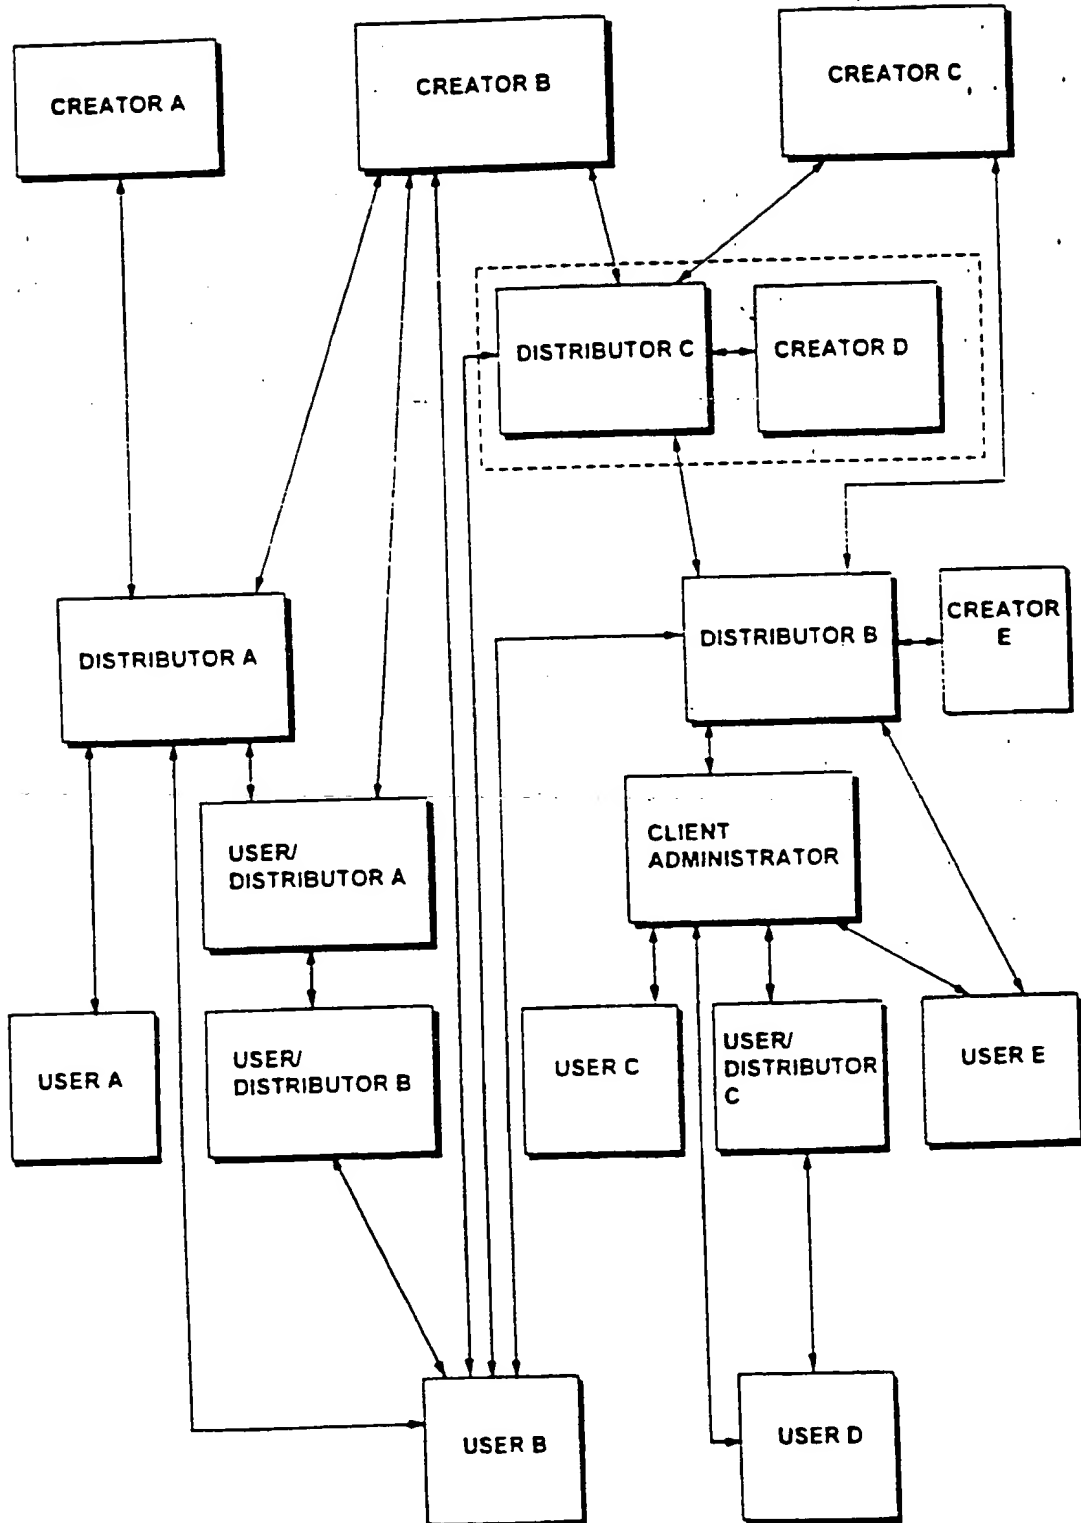 CREATOR A
CREATOR B
CREATOR C
DISTRIBUTOR C
CREATOR D
DISTRIBUTOR A
DISTRIBUTOR B
CREATOR
E
USER/
DISTRIBUTOR A
CLIENT
ADMINISTRATOR
USER A
USER/
DISTRIBUTOR B
USER C
USER/
DISTRIBUTOR
C
USER E
USER B
USER D